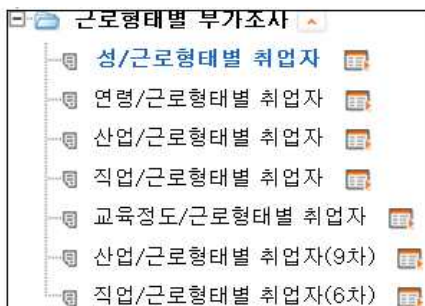 근로형태별 부가조사
성/근로형태별 취업자
연령/근로형태별 취업자
산업/근로형태별 취업자
직업/근로형태별 취업자
교육정도/근로형태별 취업자
산업/근로형태별 취업자(9차)
직업/근로형태별 취업자(6차)